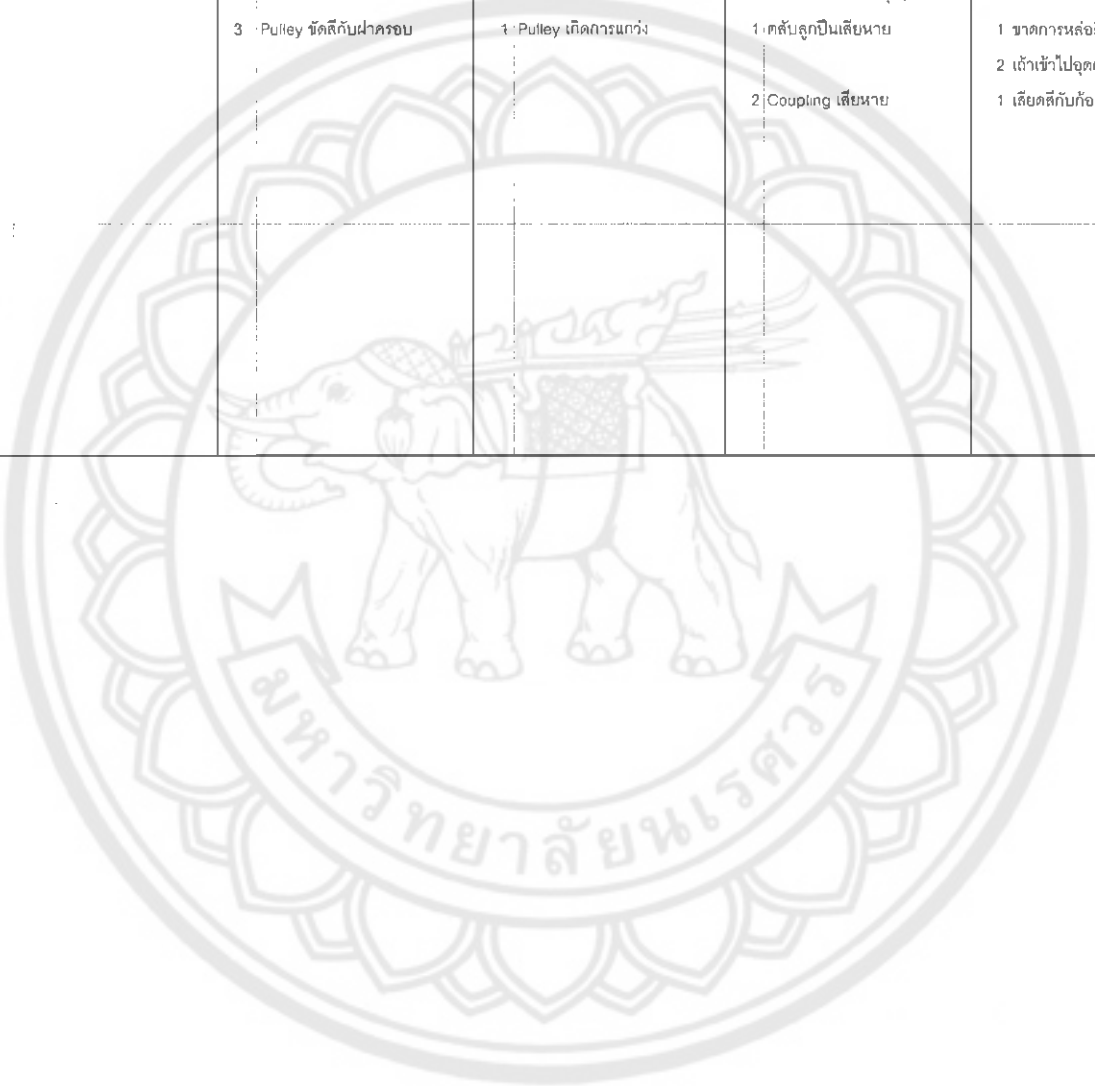 3 Pulley ขัดสีกับฝาครอบ 1 Pulley เกิดการแกว่ง 1 ตลับลูกปืนเสียหาย 1 ขาดการหล่อ
2 เถ้าเข้าไปอุด
2 Coupling เสียหาย 1 เสียดสีกับก้อ
มหาวิทยาลัยนเรศวร